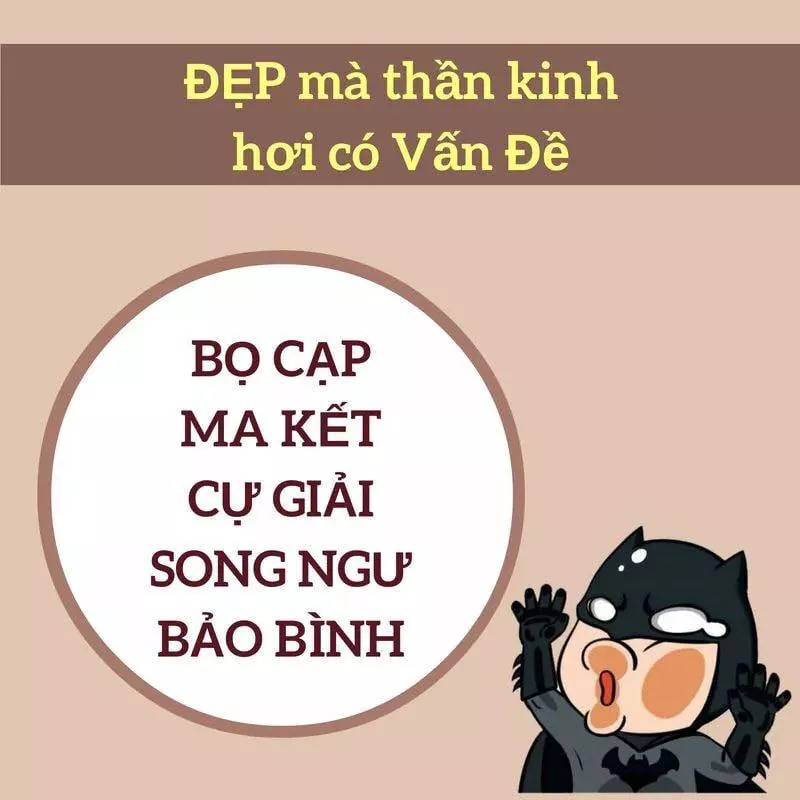 ĐẸP mà thần kinh
hơi có Vấn Đề
BỌ CẠP
MA KẾT
CỰ GIẢI
SONG NGƯ
BẢO BÌNH